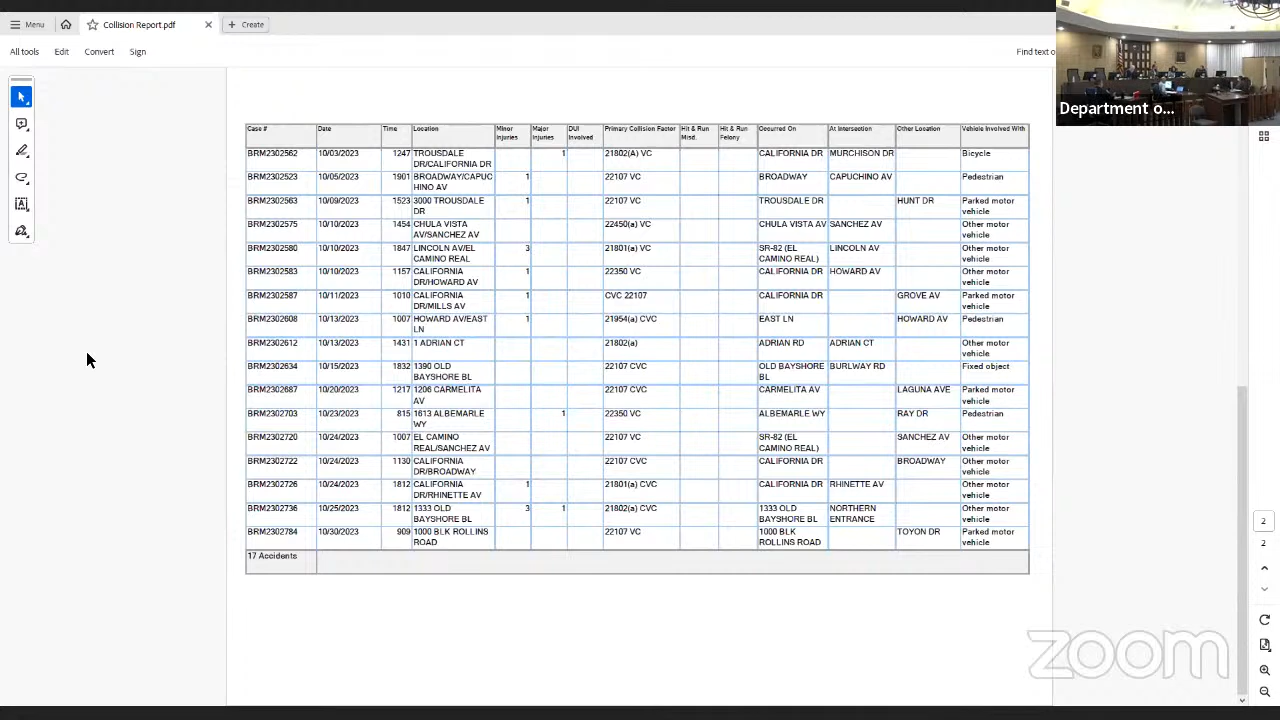 Menu
Collision Report.pdf
Create
All tools Edit Convert Sign
Find text o
Department o...
Case # Date Time Location Minor Injuries Major Injuries DUI Involved Primary Collision Factor Hit & Run Misd. Hit & Run Felony Occurred On At Intersection Other Location Vehicle Involved With
BRM2302562 10/03/2023 1247 TROUSDALE DR/CALIFORNIA DR 1 21802(A) VC CALIFORNIA DR MURCHISON DR Bicycle
BRM2302523 10/05/2023 1901 BROADWAY/CAPUCHINO AV 1 22107 VC BROADWAY CAPUCHINO AV Pedestrian
BRM2302563 10/09/2023 1523 3000 TROUSDALE DR 1 22107 VC TROUSDALE DR HUNT DR Parked motor vehicle
BRM2302575 10/10/2023 1454 CHULA VISTA AV/SANCHEZ AV 22450(a) VC CHULA VISTA AV SANCHEZ AV Other motor vehicle
BRM2302580 10/10/2023 1847 LINCOLN AV/EL CAMINO REAL 3 21801(a) VC SR-82 (EL CAMINO REAL) LINCOLN AV Other motor vehicle
BRM2302583 10/10/2023 1157 CALIFORNIA DR/HOWARD AV 1 22350 VC CALIFORNIA DR HOWARD AV Other motor vehicle
BRM2302587 10/11/2023 1010 CALIFORNIA DR/MILLS AV 1 CVC 22107 CALIFORNIA DR GROVE AV Parked motor vehicle
BRM2302608 10/13/2023 1007 HOWARD AV/EAST LN 1 21954(a) CVC EAST LN HOWARD AV Pedestrian
BRM2302612 10/13/2023 1431 1 ADRIAN CT 21802(a) ADRIAN RD ADRIAN CT Other motor vehicle
BRM2302634 10/15/2023 1832 1390 OLD BAYSHORE BL 22107 CVC OLD BAYSHORE BL BURLWAY RD Fixed object
BRM2302687 10/20/2023 1217 1206 CARMELITA AV 22107 CVC CARMELITA AV LAGUNA AVE Parked motor vehicle
BRM2302703 10/23/2023 815 1613 ALBEMARLE WY 1 22350 VC ALBEMARLE WY RAY DR Pedestrian
BRM2302720 10/24/2023 1007 EL CAMINO REAL/SANCHEZ AV 22107 VC SR-82 (EL CAMINO REAL) SANCHEZ AV Other motor vehicle
BRM2302722 10/24/2023 1130 CALIFORNIA DR/BROADWAY 22107 CVC CALIFORNIA DR BROADWAY Other motor vehicle
BRM2302726 10/24/2023 1812 CALIFORNIA DR/RHINETTE AV 1 21801(a) CVC CALIFORNIA DR RHINETTE AV Other motor vehicle
BRM2302736 10/25/2023 1812 1333 OLD BAYSHORE BL 3 1 21802(a) CVC 1333 OLD BAYSHORE BL NORTHERN ENTRANCE Other motor vehicle
BRM2302784 10/30/2023 909 1000 BLK ROLLINS ROAD 22107 VC 1000 BLK ROLLINS ROAD TOYON DR Parked motor vehicle
17 Accidents
2
2
zoom